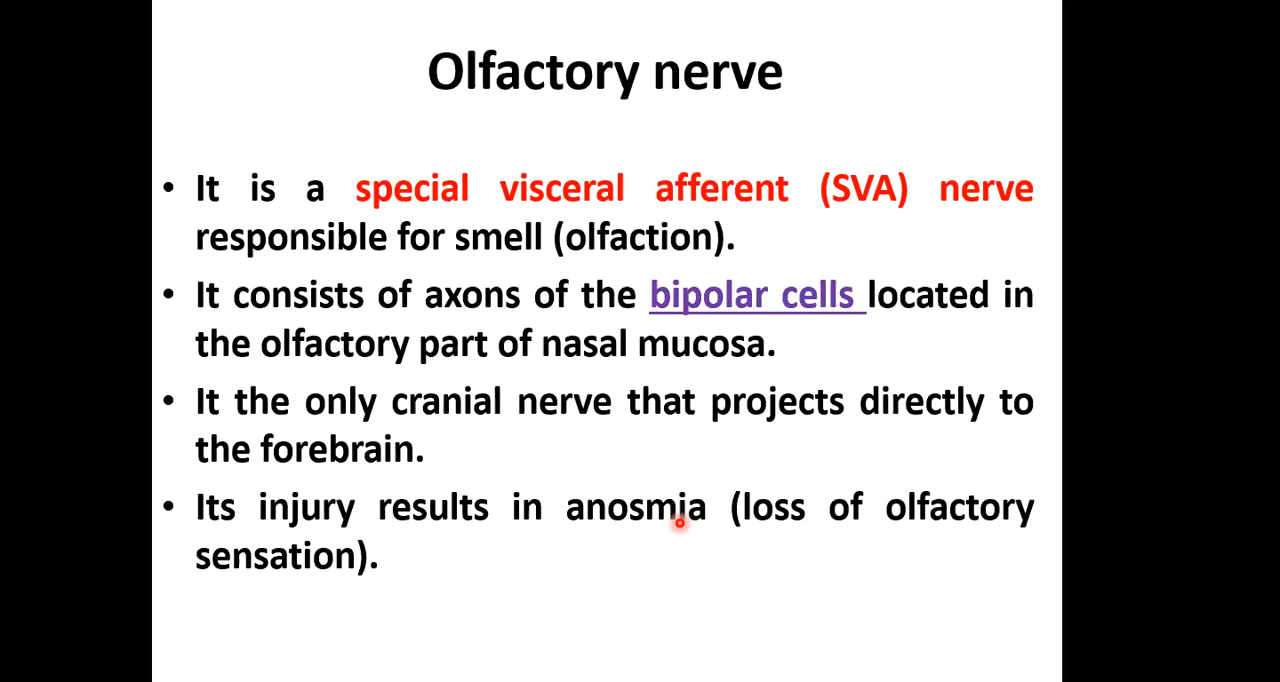 Olfactory nerve
• It is a special visceral afferent (SVA) nerve
responsible for smell (olfaction).
• It consists of axons of the bipolar cells located in
the olfactory part of nasal mucosa.
• It the only cranial nerve that projects directly to
the forebrain.
• Its injury results in anosmia (loss of olfactory
sensation).